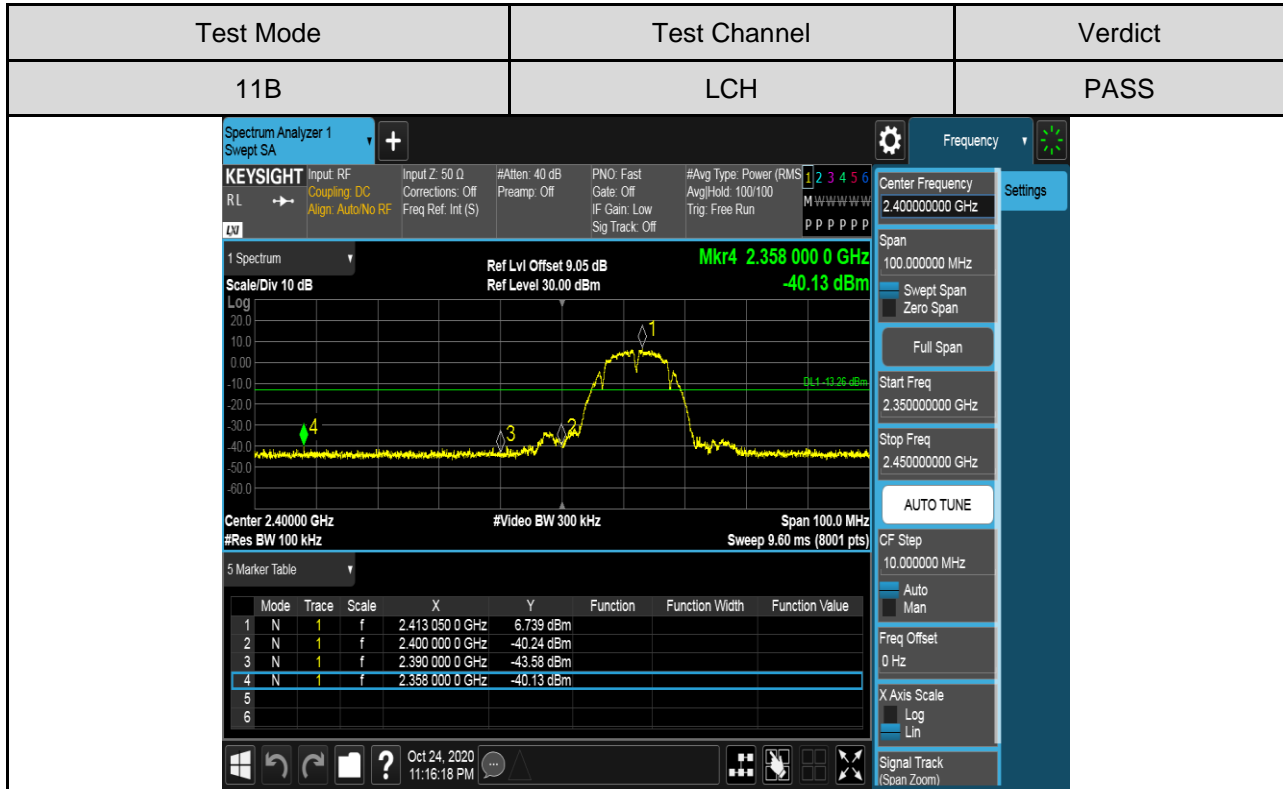 Test Mode Test Channel Verdict
11B LCH PASS
Spectrum Analyzer 1
Swept SA
+
Frequency
KEYSIGHT
RL
LXI
Input: RF
Coupling: DC
Align: Auto/No RF
Input Z: 50 Ω
Corrections: Off
Freq Ref: Int (S)
#Atten: 40 dB
Preamp: Off
PNO: Fast
Gate: Off
IF Gain: Low
Sig Track: Off
#Avg Type: Power (RMS
Avg|Hold: 100/100
Trig: Free Run
1 2 3 4 5 6
M W W W W W
P P P P P P
1 Spectrum
Scale/Div 10 dB
Ref Lvl Offset 9.05 dB
Ref Level 30.00 dBm
Mkr4 2.358 000 0 GHz
-40.13 dBm
Log
20.0
10.0
0.00
-10.0
-20.0
-30.0
-40.0
-50.0
-60.0
1
2
3
4
DL1 -13.26 dBm
Center 2.40000 GHz #Video BW 300 kHz Span 100.0 MHz
#Res BW 100 kHz Sweep 9.60 ms (8001 pts)
5 Marker Table
Mode Trace Scale X Y Function Function Width Function Value
1 N 1 f 2.413 050 0 GHz 6.739 dBm
2 N 1 f 2.400 000 0 GHz -40.24 dBm
3 N 1 f 2.390 000 0 GHz -43.58 dBm
4 N 1 f 2.358 000 0 GHz -40.13 dBm
5
6
?
Oct 24, 2020
11:16:18 PM
Settings
Center Frequency
2.400000000 GHz
Span
100.000000 MHz
Swept Span
Zero Span
Full Span
Start Freq
2.350000000 GHz
Stop Freq
2.450000000 GHz
AUTO TUNE
CF Step
10.000000 MHz
Auto
Man
Freq Offset
0 Hz
X Axis Scale
Log
Lin
Signal Track
(Span Zoom)